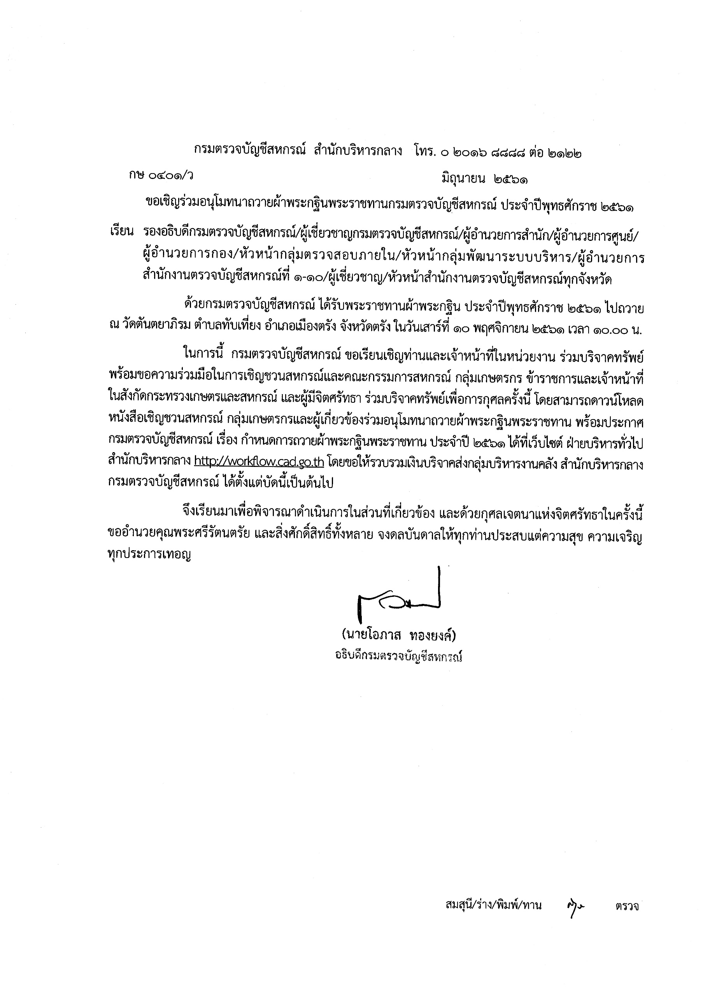 กรมตรวจบัญชีสหกรณ์ สำนักบริหารกลาง โทร. ๐ ๒๐๑๖ ๘๘๘๘ ต่อ ๒๑๒๒
กษ ๐๔๐๑/ว มิถุนายน ๒๕๖๑
ขอเชิญร่วมอนุโมทนาถวายผ้าพระกฐินพระราชทานกรมตรวจบัญชีสหกรณ์ ประจำปีพุทธศักราช ๒๕๖๑
เรียน รองอธิบดีกรมตรวจบัญชีสหกรณ์/ผู้เชี่ยวชาญกรมตรวจบัญชีสหกรณ์/ผู้อำนวยการสำนัก/ผู้อำนวยการศูนย์/
ผู้อำนวยการกอง/หัวหน้ากลุ่มตรวจสอบภายใน/หัวหน้ากลุ่มพัฒนาระบบบริหาร/ผู้อำนวยการ
สำนักงานตรวจบัญชีสหกรณ์ที่ ๑-๑๐/ผู้เชี่ยวชาญ/หัวหน้าสำนักงานตรวจบัญชีสหกรณ์ทุกจังหวัด
ด้วยกรมตรวจบัญชีสหกรณ์ ได้รับพระราชทานผ้าพระกฐิน ประจำปีพุทธศักราช ๒๕๖๑ ไปถวาย
ณ วัดตันตยาภิรม ตำบลทับเที่ยง อำเภอเมืองตรัง จังหวัดตรัง ในวันเสาร์ที่ ๑๐ พฤศจิกายน ๒๕๖๑ เวลา ๑๐.๐๐ น.
ในการนี้ กรมตรวจบัญชีสหกรณ์ ขอเรียนเชิญท่านและเจ้าหน้าที่ในหน่วยงาน ร่วมบริจาคทรัพย์
พร้อมขอความร่วมมือในการเชิญชวนสหกรณ์และคณะกรรมการสหกรณ์ กลุ่มเกษตรกร ข้าราชการและเจ้าหน้าที่
ในสังกัดกระทรวงเกษตรและสหกรณ์ และผู้มีจิตศรัทธา ร่วมบริจาคทรัพย์เพื่อการกุศลครั้งนี้ โดยสามารถดาวน์โหลด
หนังสือเชิญชวนสหกรณ์ กลุ่มเกษตรกรและผู้เกี่ยวข้องร่วมอนุโมทนาถวายผ้าพระกฐินพระราชทาน พร้อมประกาศ
กรมตรวจบัญชีสหกรณ์ เรื่อง กำหนดการถวายผ้าพระกฐินพระราชทาน ประจำปี ๒๕๖๑ ได้ที่เว็บไซต์ ฝ่ายบริหารทั่วไป
สำนักบริหารกลาง http://workflow.cad.go.th โดยขอให้รวบรวมเงินบริจาคส่งกลุ่มบริหารงานคลัง สำนักบริหารกลาง
กรมตรวจบัญชีสหกรณ์ ได้ตั้งแต่บัดนี้เป็นต้นไป
จึงเรียนมาเพื่อพิจารณาดำเนินการในส่วนที่เกี่ยวข้อง และด้วยกุศลเจตนาแห่งจิตศรัทธาในครั้งนี้
ขออำนวยคุณพระศรีรัตนตรัย และสิ่งศักดิ์สิทธิ์ทั้งหลาย จงดลบันดาลให้ทุกท่านประสบแต่ความสุข ความเจริญ
ทุกประการเทอญ
(นายโอภาส ทองยงค์)
อธิบดีกรมตรวจบัญชีสหกรณ์
สมสุนี/ร่าง/พิมพ์/ทาน ตรวจ